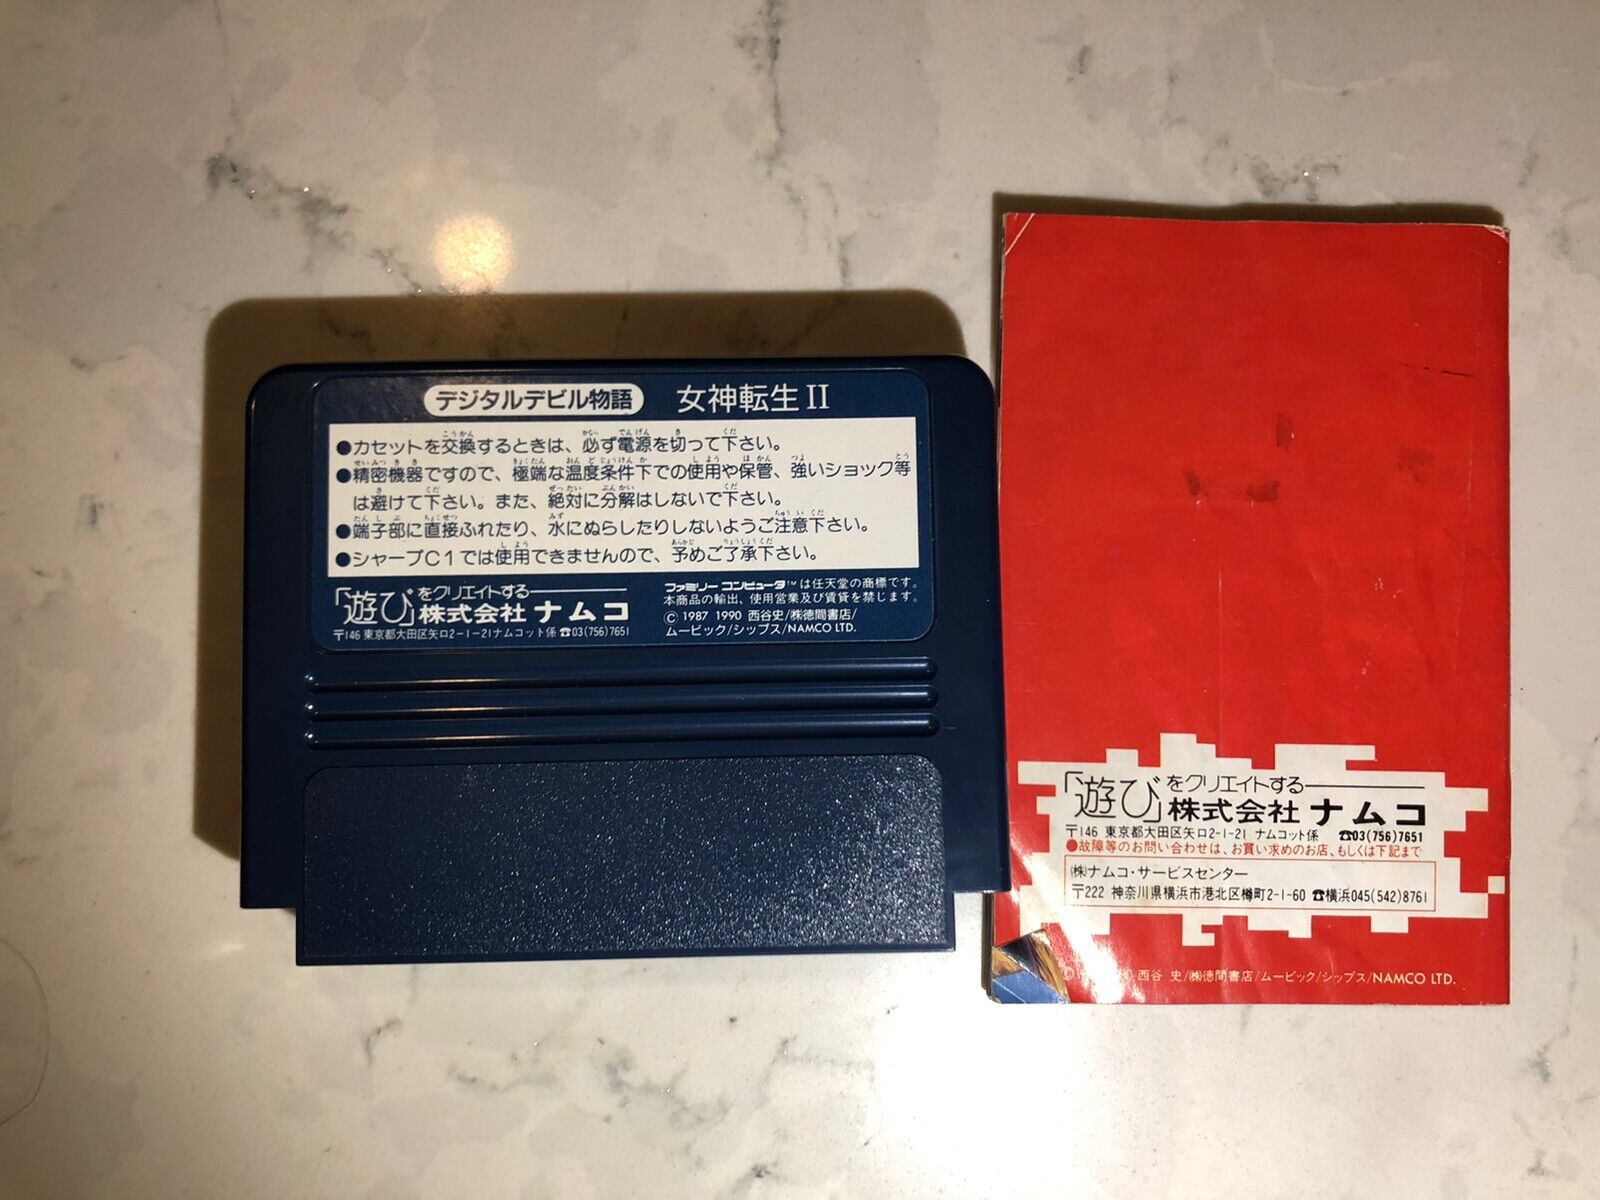 デジタルデビル物語 女神転生II
●カセットを交換するときは、必ず電源を切って下さい。
●精密機器ですので、極端な温度条件下での使用や保管、強いショック等
は避けて下さい。また、絶対に分解はしないで下さい。
●端子部に直接ふれたり、水にぬらしたりしないようご注意下さい。
●シャープC1では使用できませんので、予めご了承下さい。
「遊び」をクリエイトする
株式会社 ナムコ
〒146 東京都大田区矢口2-1-21ナムコット係 ☎03(756)7651
ファミリーコンピュータ™は任天堂の商標です。
本商品の輸出、使用営業及び賃貸を禁じます。
© 1987 1990 西谷史/㈱徳間書店/
ムービック/シップス/NAMCO LTD.
「遊び」をクリエイトする
株式会社 ナムコ
〒146 東京都大田区矢口2-1-21 ナムコット係 ☎03(756)7651
●故障等のお問い合わせは、お買い求めのお店、もしくは下記まで
㈱ナムコ・サービスセンター
〒222 神奈川県横浜市港北区樽町2-1-60 ☎横浜045(542)8761
西谷 史/㈱徳間書店/ムービック/シップス/NAMCO LTD.